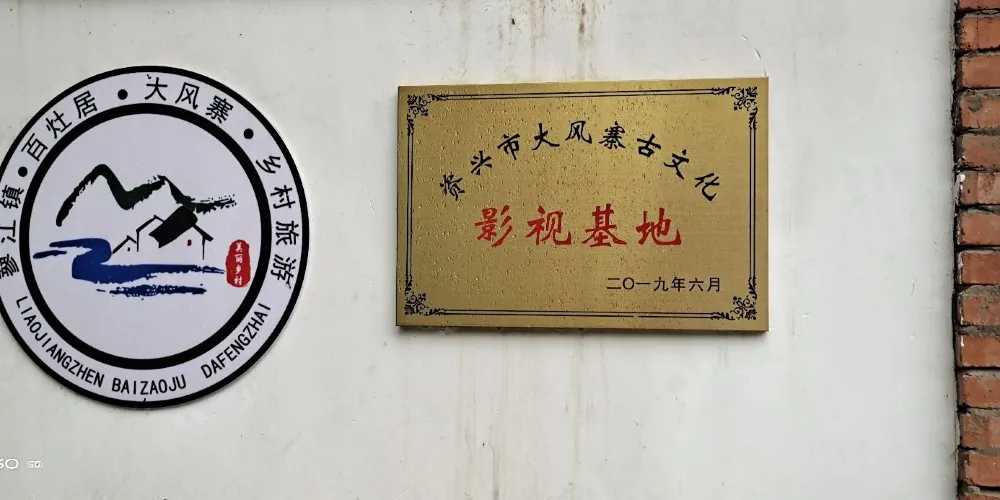 蓼江镇·百灶居·大风寨·乡村旅游
美丽乡村
LIAOJIANGZHEN BAIZAOJU DAFENGZHAI
资兴市大风寨古文化
影视基地
二〇一九年六月